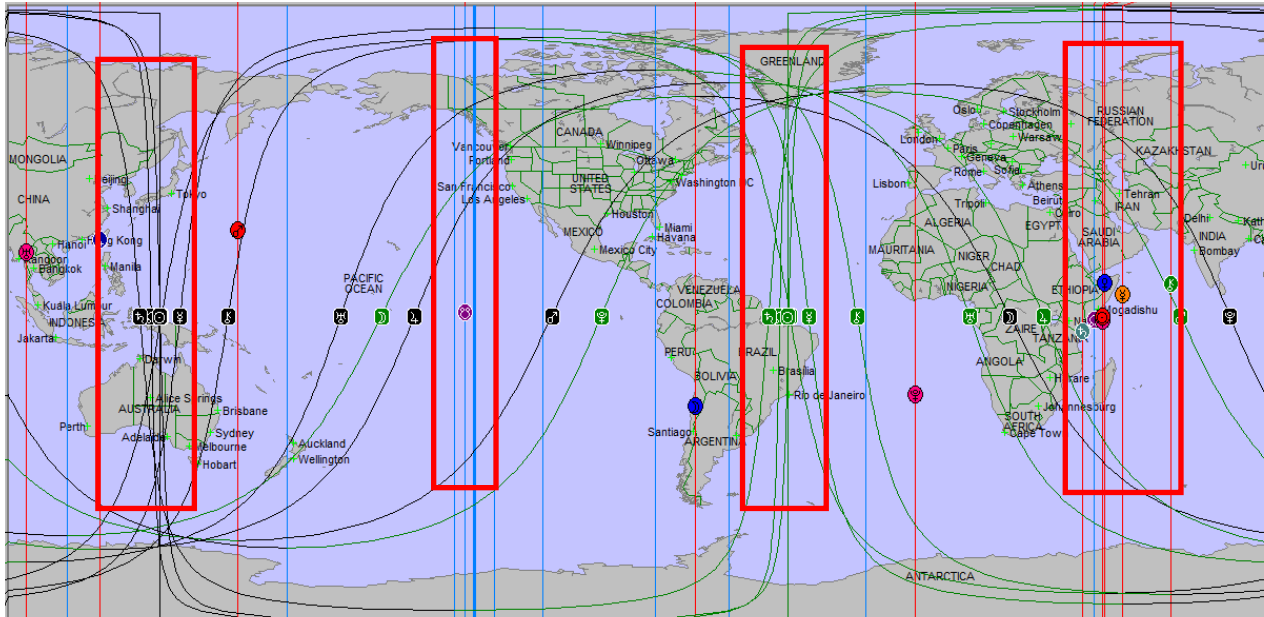 GREENLAND
Oslo
Stockholm
RUSSIAN
FEDERATION
Copenhagen
CANADA
London
Warsaw
Vancouver
Winnipeg
Paris
KAZAKHSTAN
MONGOLIA
Portland
Ottawa
Geneva
Rome
Sofia
Beijing
UNITED
STATES
Washington DC
Lisbon
Athens
Tehran
Tokyo
San Francisco
Los Angeles
Tripoli
Beirut
IRAN
CHINA
Shanghai
Houston
Cairo
Delhi
ALGERIA
EGYPT
Miami
SAUDI
ARABIA
INDIA
Hanoi
Kong
MEXICO
Havana
MAURITANIA
Mexico City
Bombay
Rangoon
Bangkok
Manila
NIGER
CHAD
PACIFIC
OCEAN
VENEZUELA
NIGERIA
ETHIOPIA
Kuala Lumpur
COLOMBIA
Mogadishu
INDONESIA
ZAIRE
Jakarta
TANZANIA
PERU
BRAZIL
Darwin
ANGOLA
BOLIVIA
Brasilia
Harare
Alice Springs
Rio de Janeiro
AUSTRALIA
Brisbane
Johannesburg
SOUTH
AFRICA
Perth
Adelaide
Sydney
Santiago
Cape Tow
Melbourne
Auckland
ARGENTINA
Wellington
Hobart
ANTARCTICA